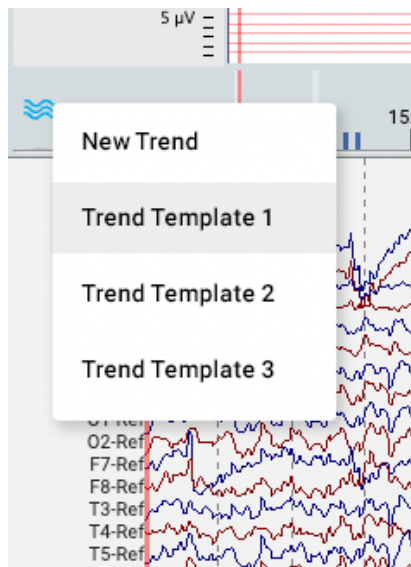 5 µV
15
New Trend
Trend Template 1
Trend Template 2
Trend Template 3
O2-Ref
F7-Ref
F8-Ref
T3-Ref
T4-Ref
T5-Ref